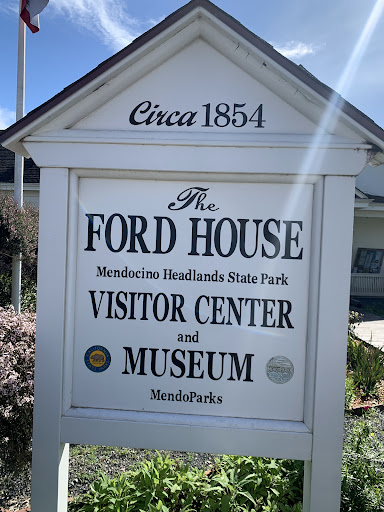 Circa 1854
The
FORD HOUSE
Mendocino Headlands State Park
VISITOR CENTER
and
MUSEUM
MendoParks